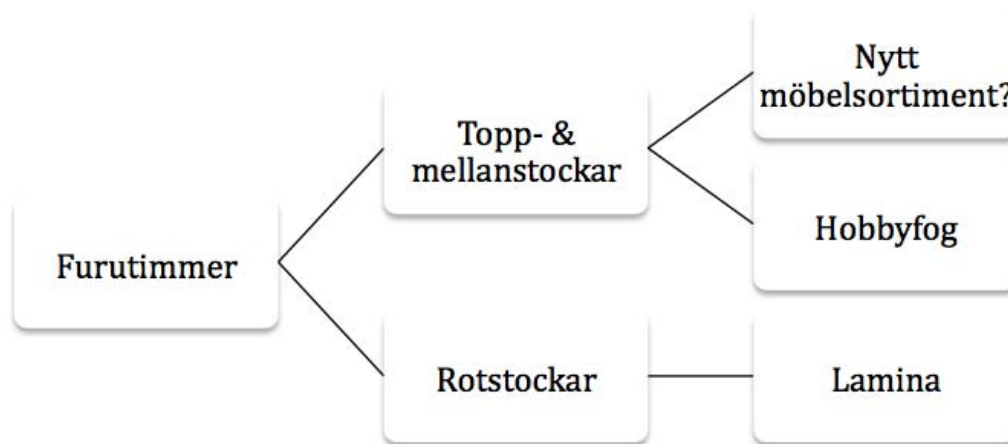 Nytt
möbelsortiment?
Topp- &
mellanstockar
Hobbyfog
Furutimmer
Rotstockar
Lamina